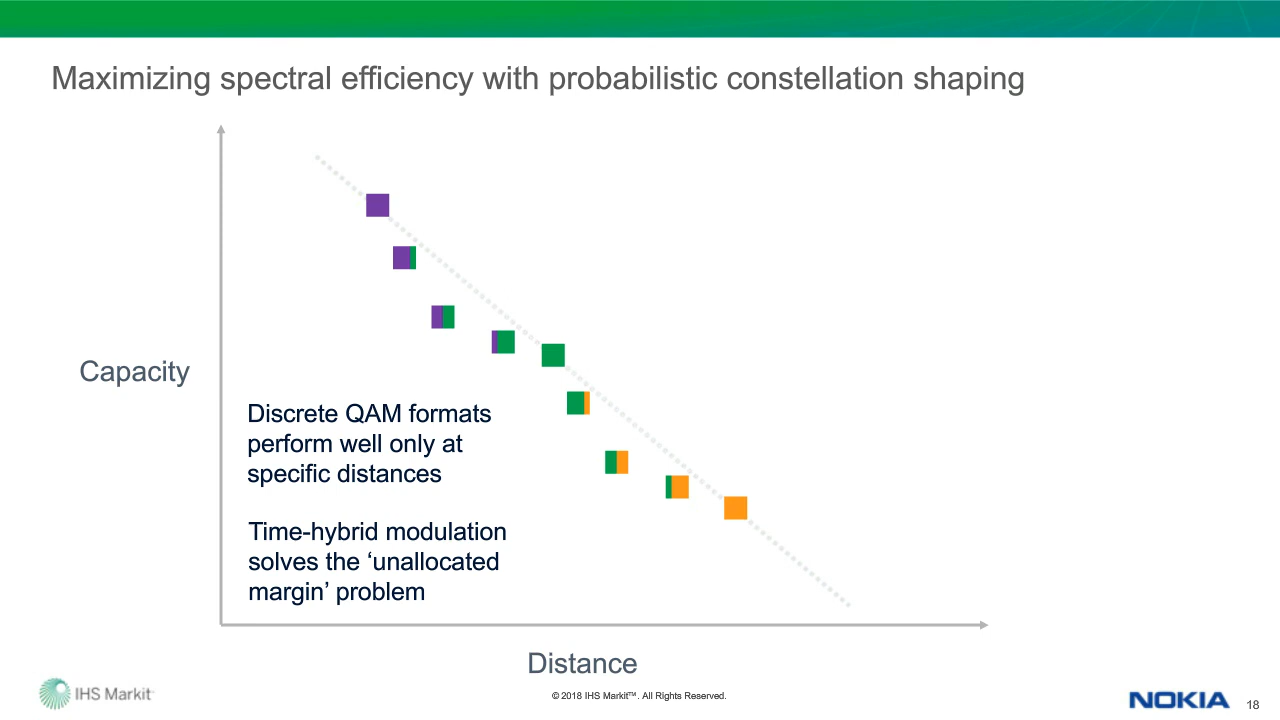 Maximizing spectral efficiency with probabilistic constellation shaping
Capacity
Discrete QAM formats
perform well only at
specific distances
Time-hybrid modulation
solves the ‘unallocated
margin’ problem
Distance
IHS Markit™
© 2018 IHS Markit™. All Rights Reserved.
NOKIA
18